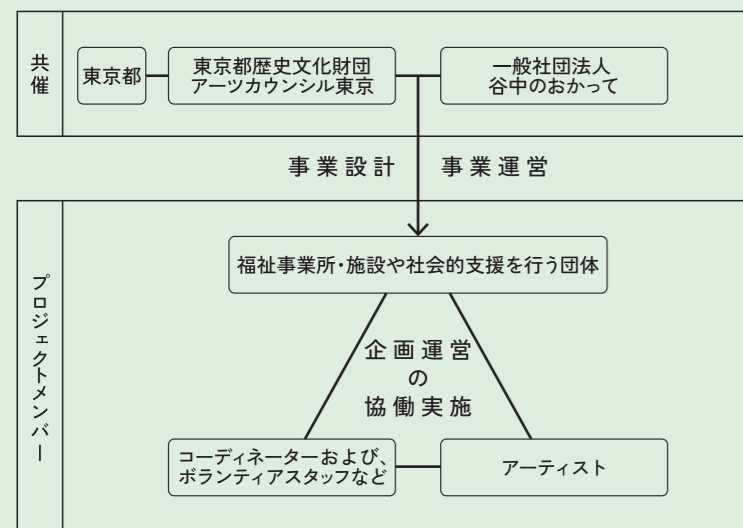 共催
東京都
東京都歴史文化財団
アーツカウンシル東京
一般社団法人
谷中のおかって
事業設計
事業運営
プロジェクトメンバー
福祉事業所・施設や社会的支援を行う団体
企画運営
の
協働実施
コーディネーターおよび、
ボランティアスタッフなど
アーティスト